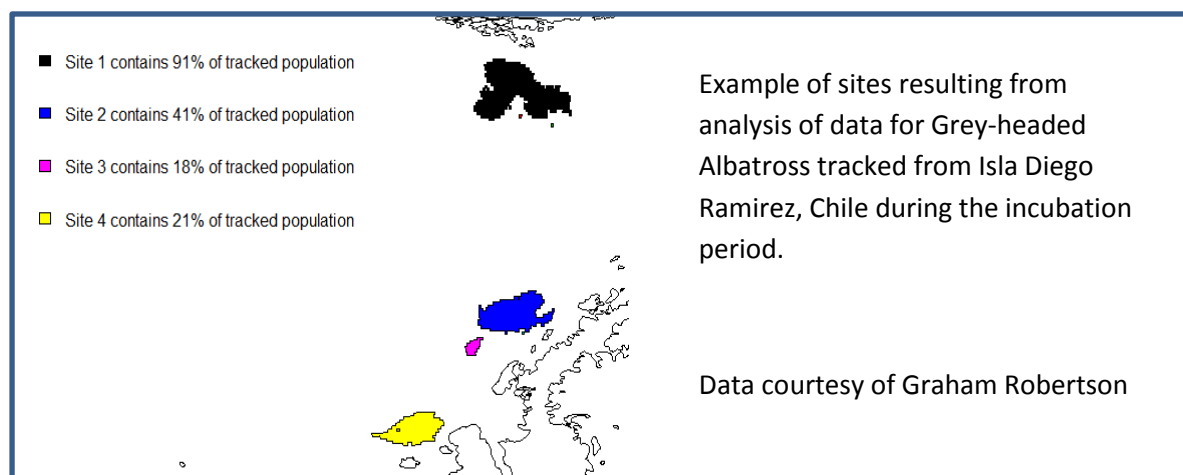 Site 1 contains 91% of tracked population
Site 2 contains 41% of tracked population
Site 3 contains 18% of tracked population
Site 4 contains 21% of tracked population
Example of sites resulting from
analysis of data for Grey-headed
Albatross tracked from Isla Diego
Ramirez, Chile during the incubation
period.
Data courtesy of Graham Robertson